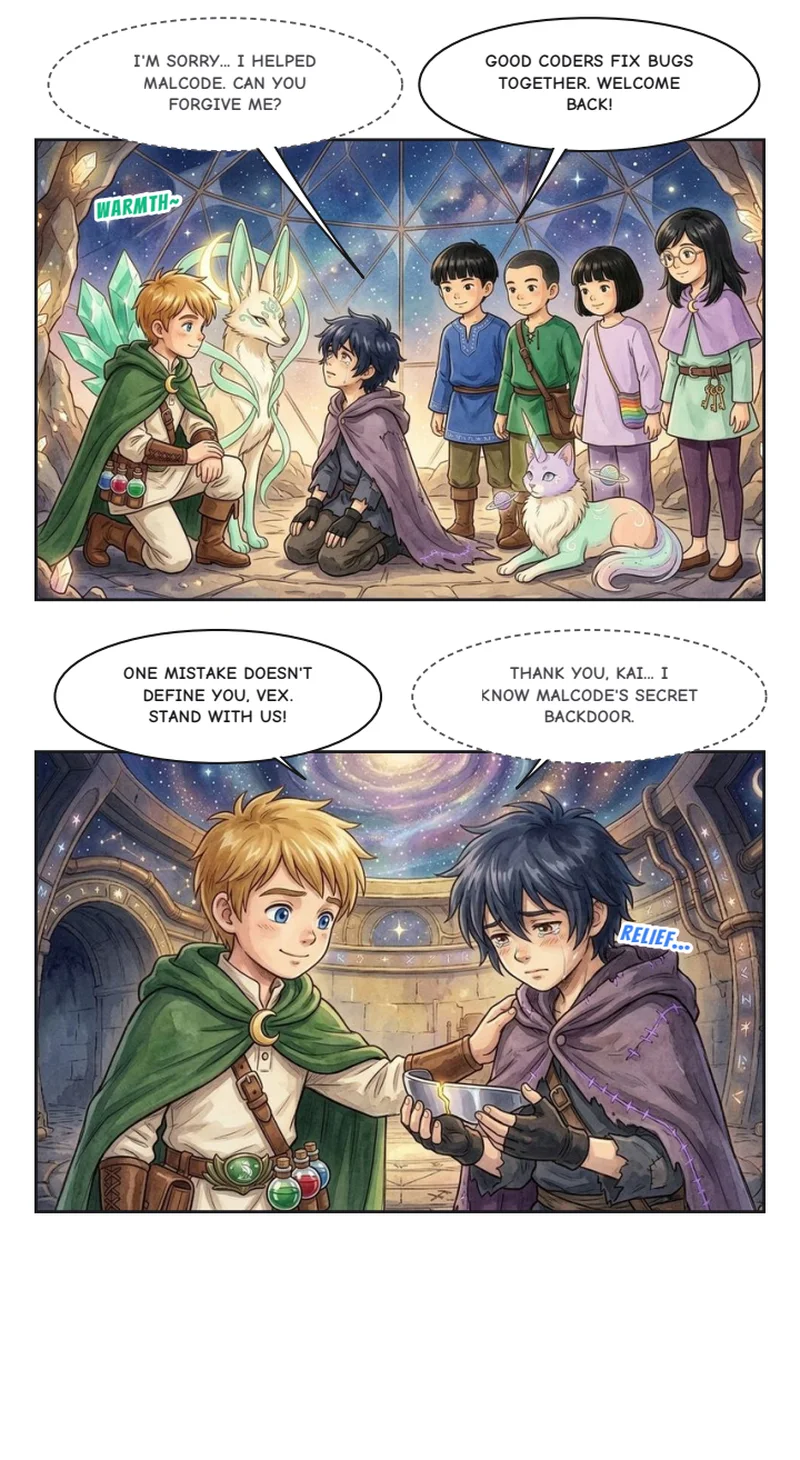 I'M SORRY... I HELPED
MALCODE. CAN YOU
FORGIVE ME?
GOOD CODERS FIX BUGS
TOGETHER. WELCOME
BACK!
WARMTH~
ONE MISTAKE DOESN'T
DEFINE YOU, VEX.
STAND WITH US!
THANK YOU, KAI... I
KNOW MALCODE'S SECRET
BACKDOOR.
RELIEF...